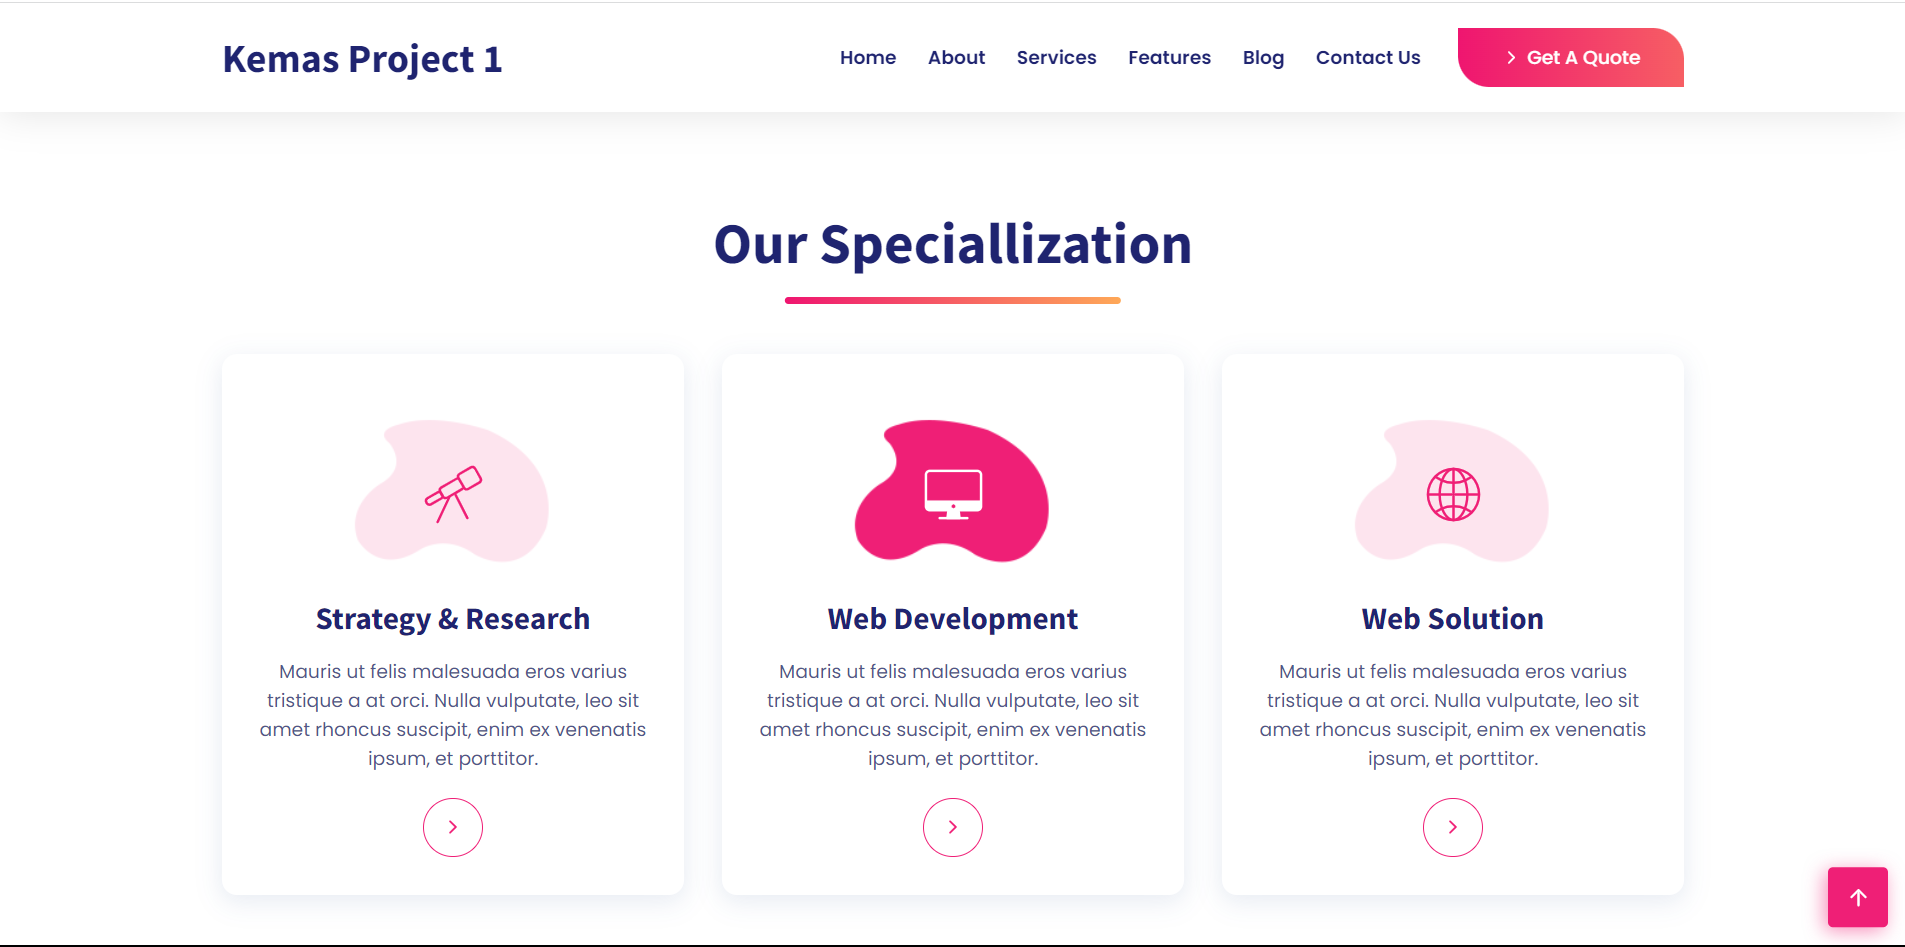 Kemas Project 1
Home
About
Services
Features
Blog
Contact Us
Get A Quote
Our Speciallization
Strategy & Research
Mauris ut felis malesuada eros varius
tristique a at orci. Nulla vulputate, leo sit
amet rhoncus suscipit, enim ex venenatis
ipsum, et porttitor.
Web Development
Mauris ut felis malesuada eros varius
tristique a at orci. Nulla vulputate, leo sit
amet rhoncus suscipit, enim ex venenatis
ipsum, et porttitor.
Web Solution
Mauris ut felis malesuada eros varius
tristique a at orci. Nulla vulputate, leo sit
amet rhoncus suscipit, enim ex venenatis
ipsum, et porttitor.